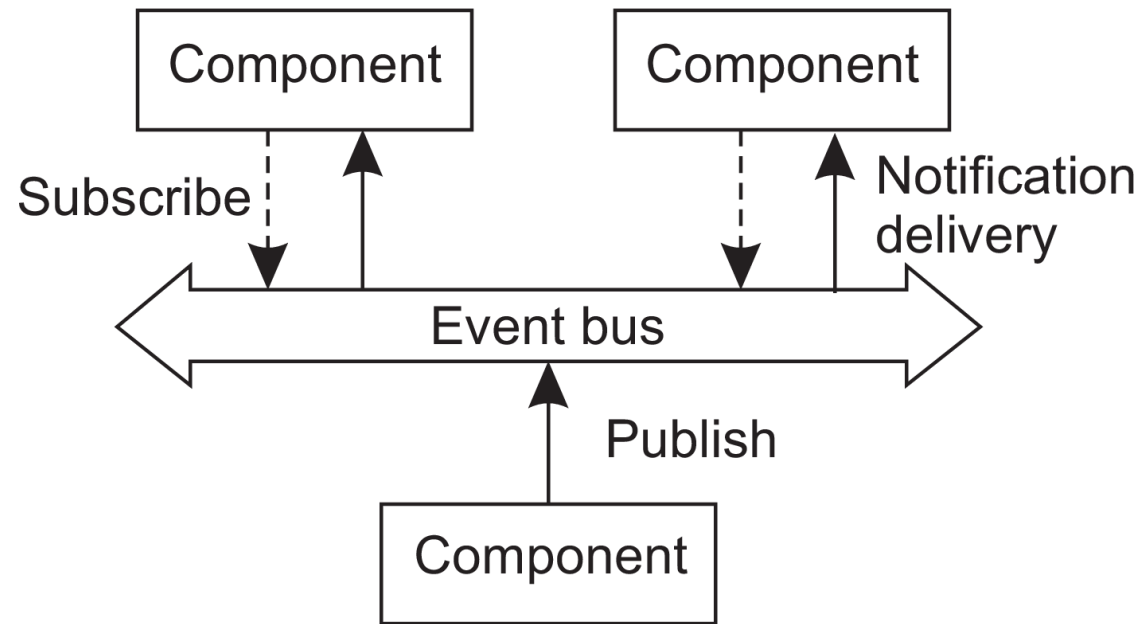 Component
Component
Subscribe
Notification
delivery
Event bus
Publish
Component